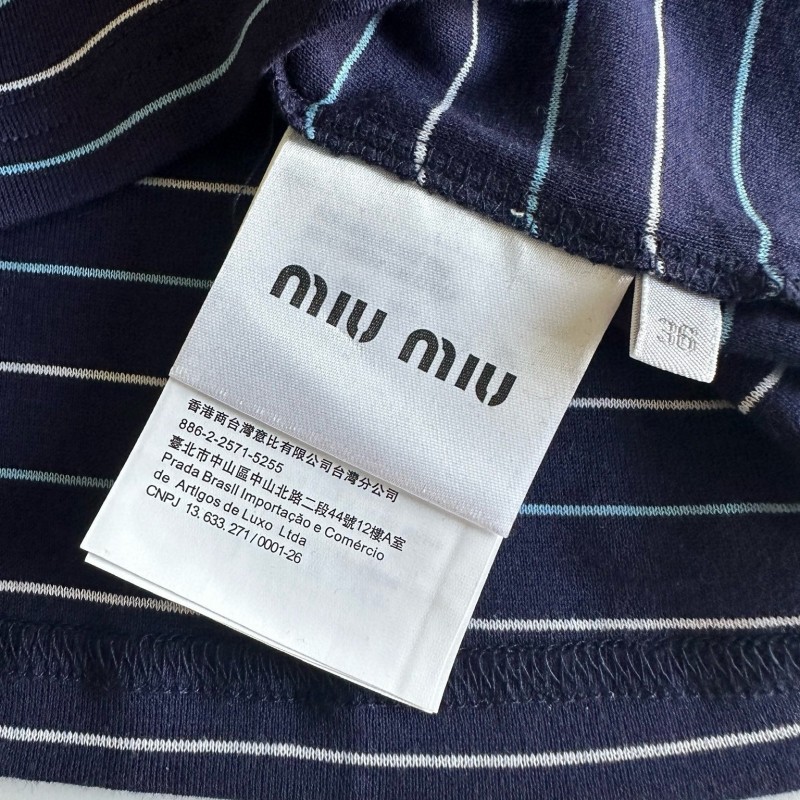 miu miu
36
香港商台灣意比有限公司台灣分公司
886-2-2571-5255
臺北市中山區中山北路二段44號12樓A室
Prada Brasil Importação e Comércio
de Artigos de Luxo Ltda
CNPJ 13.633.271/0001-26